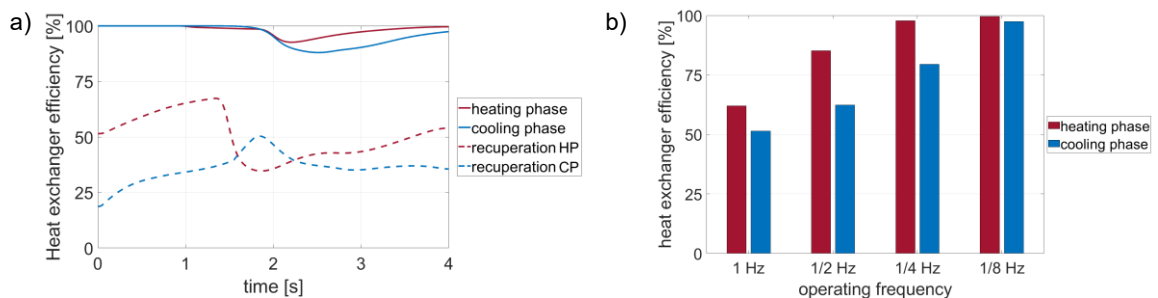 a)
Heat exchanger efficiency [%]
100
75
50
25
0
0 1 2 3 4
time [s]
heating phase
cooling phase
recuperation HP
recuperation CP
b)
heat exchanger efficiency [%]
100
75
50
25
0
1 Hz 1/2 Hz 1/4 Hz 1/8 Hz
operating frequency
heating phase
cooling phase